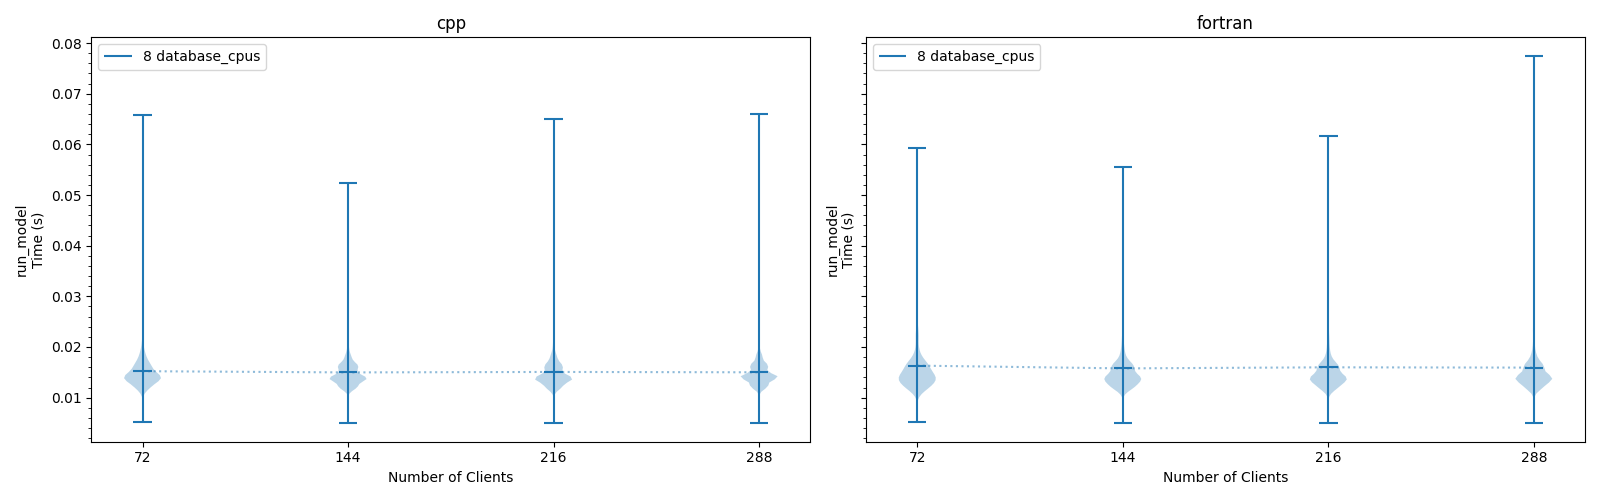 cpp
8 database_cpus
0.08
0.07
0.06
0.05
0.04
0.03
0.02
0.01
run_model
Time (s)
72 144 216 288
Number of Clients
fortran
8 database_cpus
run_model
Time (s)
72 144 216 288
Number of Clients